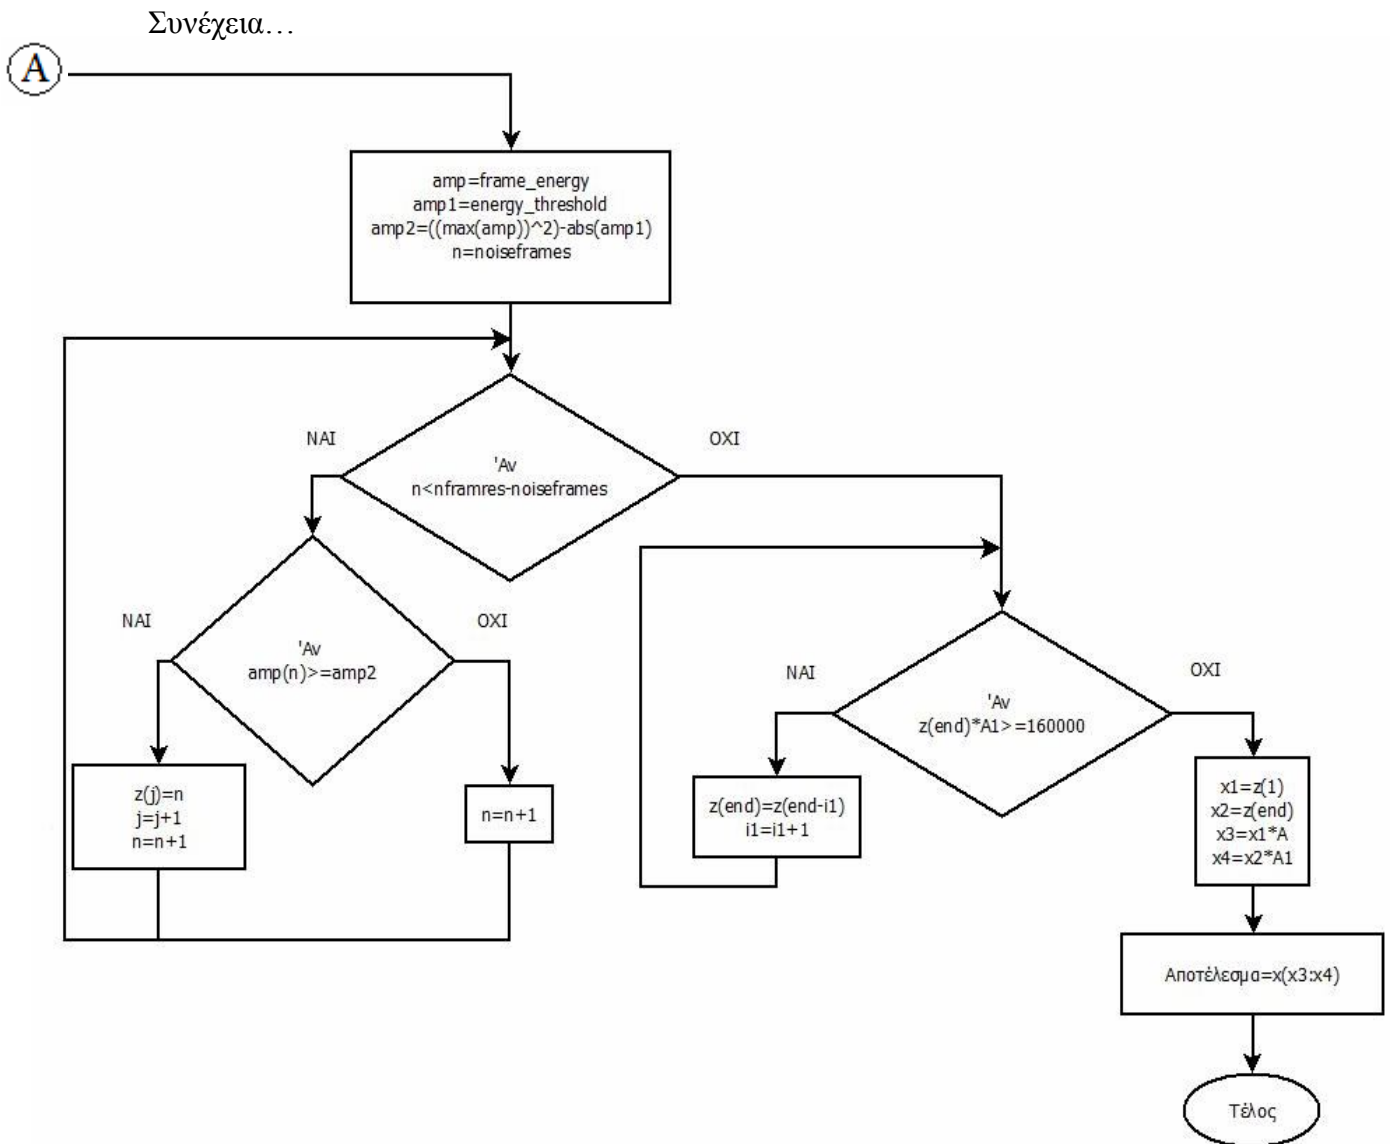 Συνέχεια…
A
amp=frame_energy
amp1=energy_threshold
amp2=((max(amp))^2)-abs(amp1)
n=noiseframes
ΝΑΙ
ΟΧΙ
'Αν
n<nframres-noiseframes
ΝΑΙ
ΟΧΙ
'Αν
amp(n)>=amp2
ΝΑΙ
ΟΧΙ
'Αν
z(end)*A1>=160000
z(j)=n
j=j+1
n=n+1
n=n+1
z(end)=z(end-i1)
i1=i1+1
x1=z(1)
x2=z(end)
x3=x1*A
x4=x2*A1
Αποτέλεσμα=x(x3:x4)
Τέλος